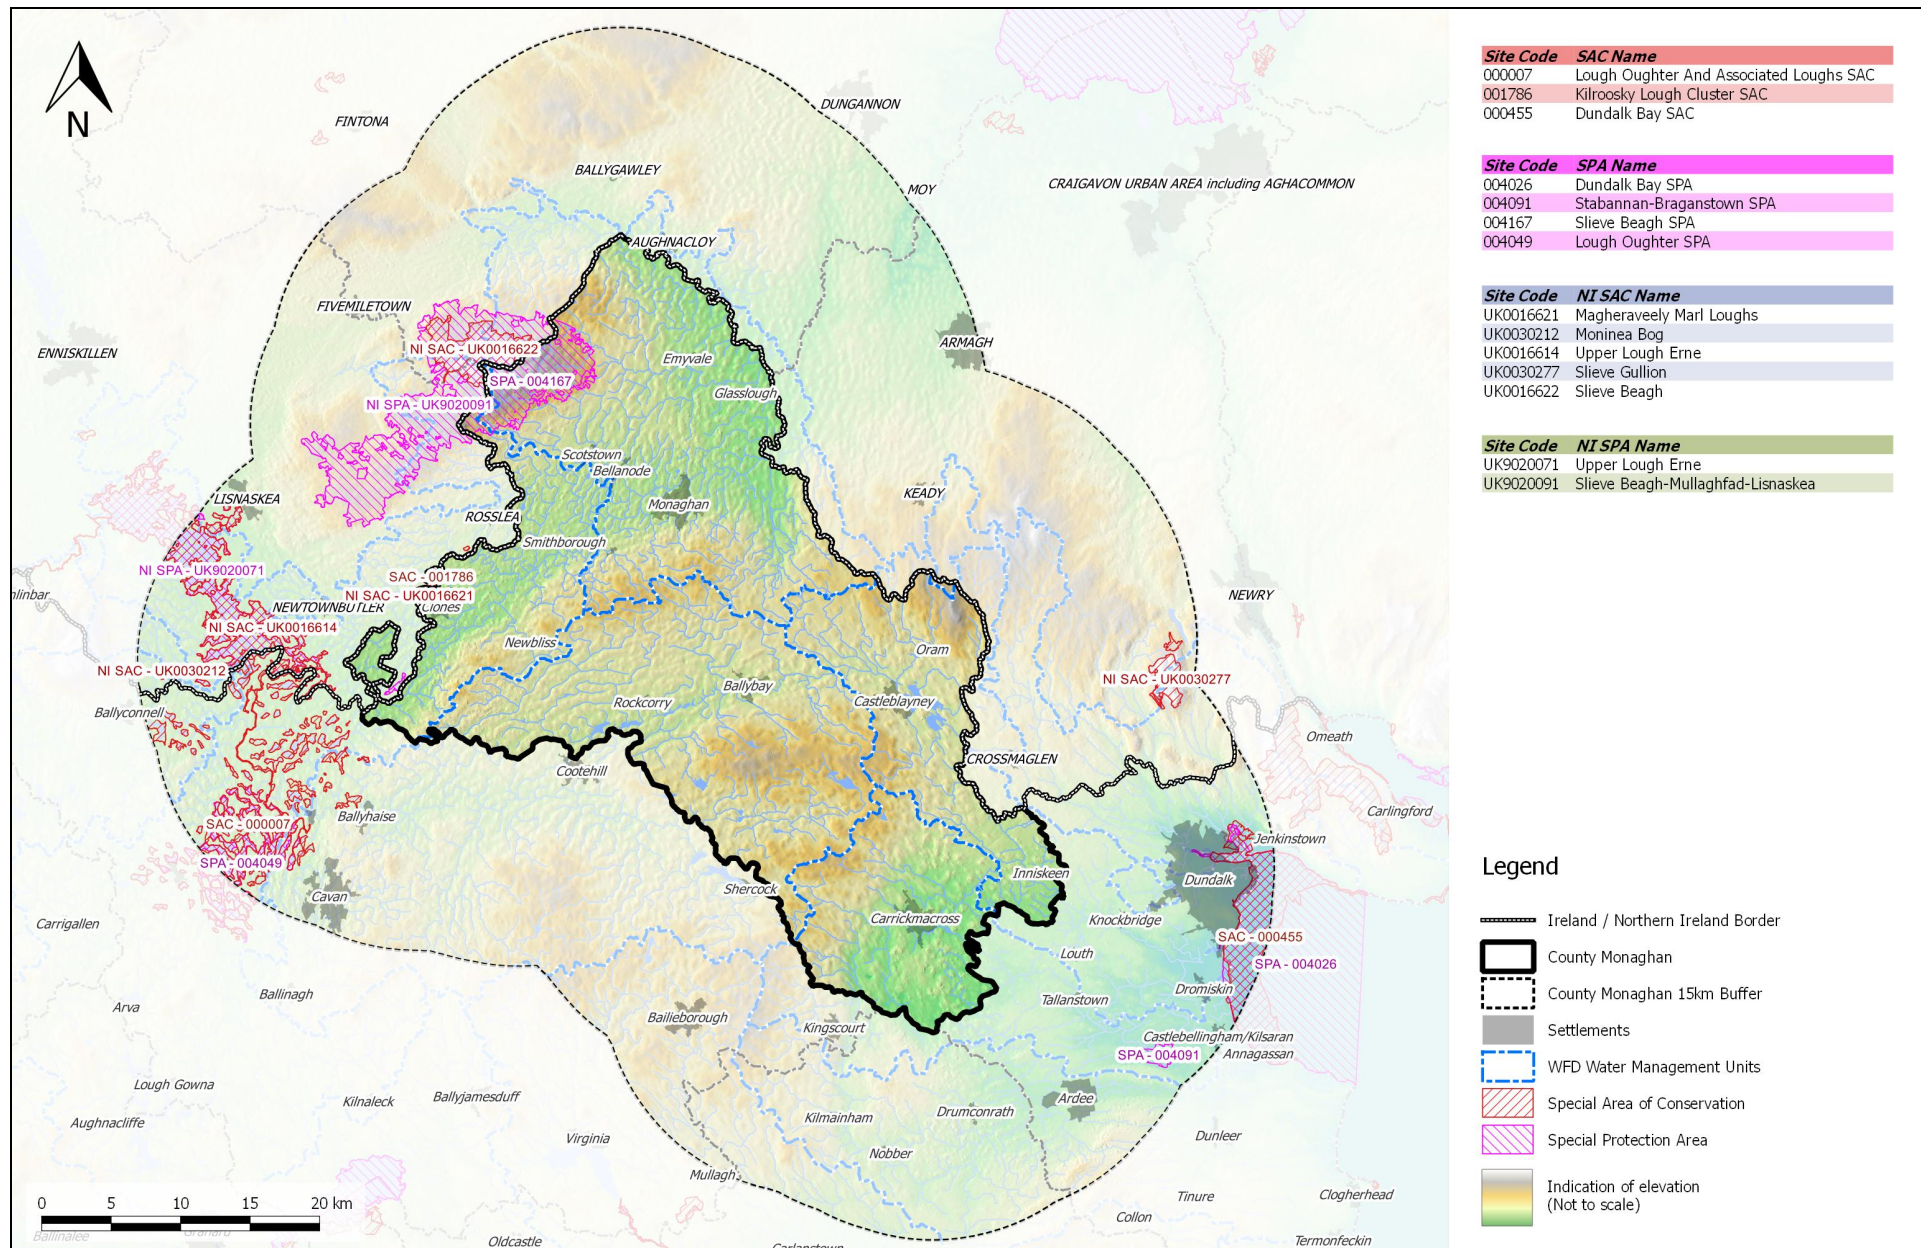 N
FINTONA
DUNGANNON
BALLYGAWLEY
MOY
CRAIGAVON URBAN AREA including AGHACOMMON
AUGHNACLOY
FIVEMILETOWN
ENNISKILLEN
NI SAC - UK0016622
ARMAGH
Emyvale
SPA - 004167
Glasslough
NI SPA - UK9020091
Scotstown
Bellanode
LISNASKEA
KEADY
Monaghan
ROSSLEA
Smithborough
NI SPA - UK9020071
SAC - 001786
NI SAC - UK0016621
NEWTOWNBUTLER
Clones
NEWRY
NI SAC - UK0016614
Newbliss
Oram
NI SAC - UK0030212
NI SAC - UK0030277
Ballybay
Rockcorry
Castleblayney
Ballyconnell
Omeath
CROSSMAGLEN
Cootehill
Carlingford
Ballyhaise
SAC - 000007
Jenkinstown
SPA - 004049
Inniskeen
Dundalk
Shercock
Cavan
Carrickmacross
Knockbridge
Carrigallen
SAC - 000455
Louth
SPA - 004026
Dromiskin
Ballinagh
Tallanstown
Arva
Bailieborough
Kingscourt
Castlebellingham/Kilsaran
SPA - 004091
Annagassan
Lough Gowna
Kilnaleck
Ballyjamesduff
Ardee
Drumconrath
Kilmainham
Aughnacliffe
Virginia
Dunleer
Nobber
Mullagh
Tinure
Clogherhead
Collon
Ballinalee
Granard
Oldcastle
Carlanstown
Termonfeckin
0 5 10 15 20 km
Site Code SAC Name
000007 Lough Oughter And Associated Loughs SAC
001786 Kilroosky Lough Cluster SAC
000455 Dundalk Bay SAC
Site Code SPA Name
004026 Dundalk Bay SPA
004091 Stabannan-Braganstown SPA
004167 Slieve Beagh SPA
004049 Lough Oughter SPA
Site Code NI SAC Name
UK0016621 Magheraveely Marl Loughs
UK0030212 Moninea Bog
UK0016614 Upper Lough Erne
UK0030277 Slieve Gullion
UK0016622 Slieve Beagh
Site Code NI SPA Name
UK9020071 Upper Lough Erne
UK9020091 Slieve Beagh-Mullaghfad-Lisnaskea
Legend
Ireland / Northern Ireland Border
County Monaghan
County Monaghan 15km Buffer
Settlements
WFD Water Management Units
Special Area of Conservation
Special Protection Area
Indication of elevation
(Not to scale)